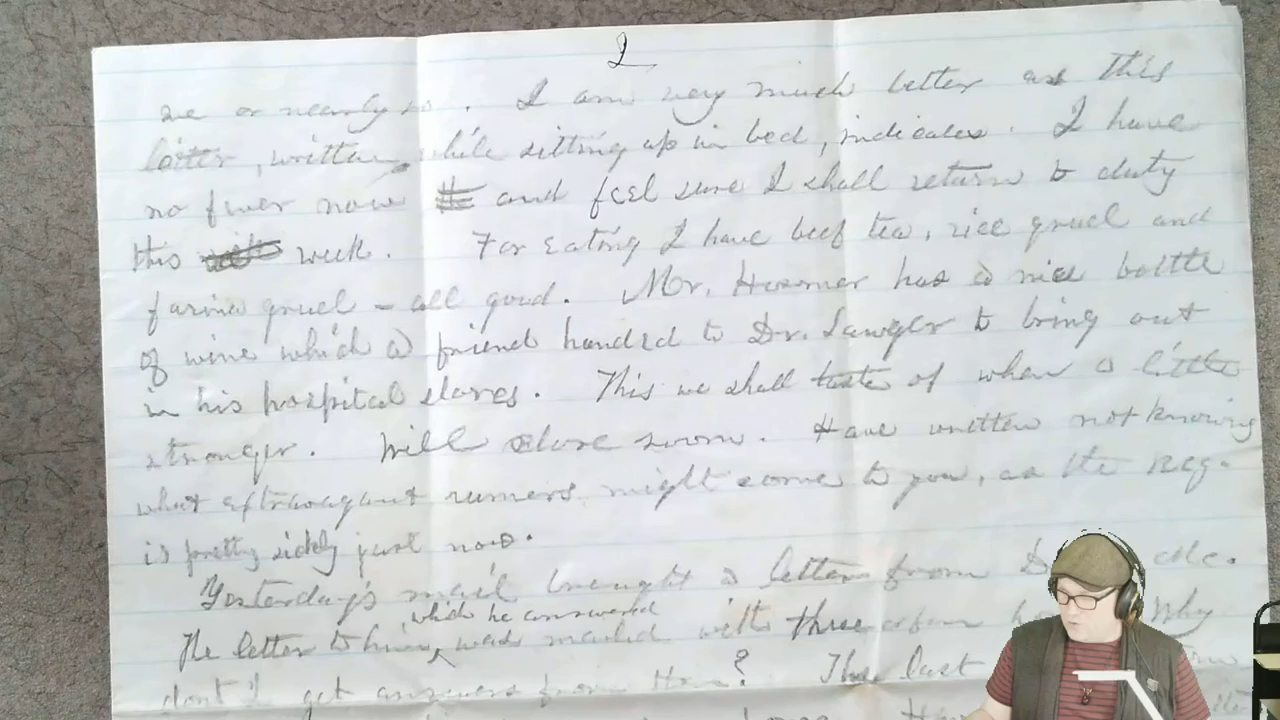 2
are or nearly so. I am very much better as this
letter, written while sitting up in bed, indicates. I have
no fever now and feel sure I shall return to duty
this week. For eating I have beef tea, rice gruel and
farina gruel - all good. Mr. Hosmer has a nice bottle
of wine which a friend handed to Dr. Sawyer to bring out
in his hospital stores. This we shall taste of when a little
stronger. Will close soon. Have written not knowing
what extravagant rumors might come to you, as the Reg.
is pretty sickly just now.
Yesterday's mail brought a letter from
which he answered
The letter to him, was mailed with three Why
dont I get answers from ? The last